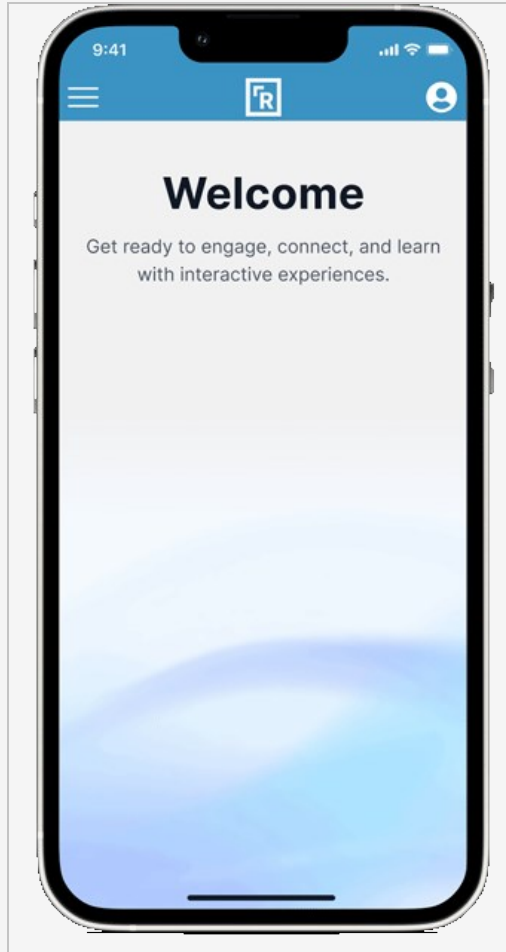 9:41
R
Welcome
Get ready to engage, connect, and learn
with interactive experiences.